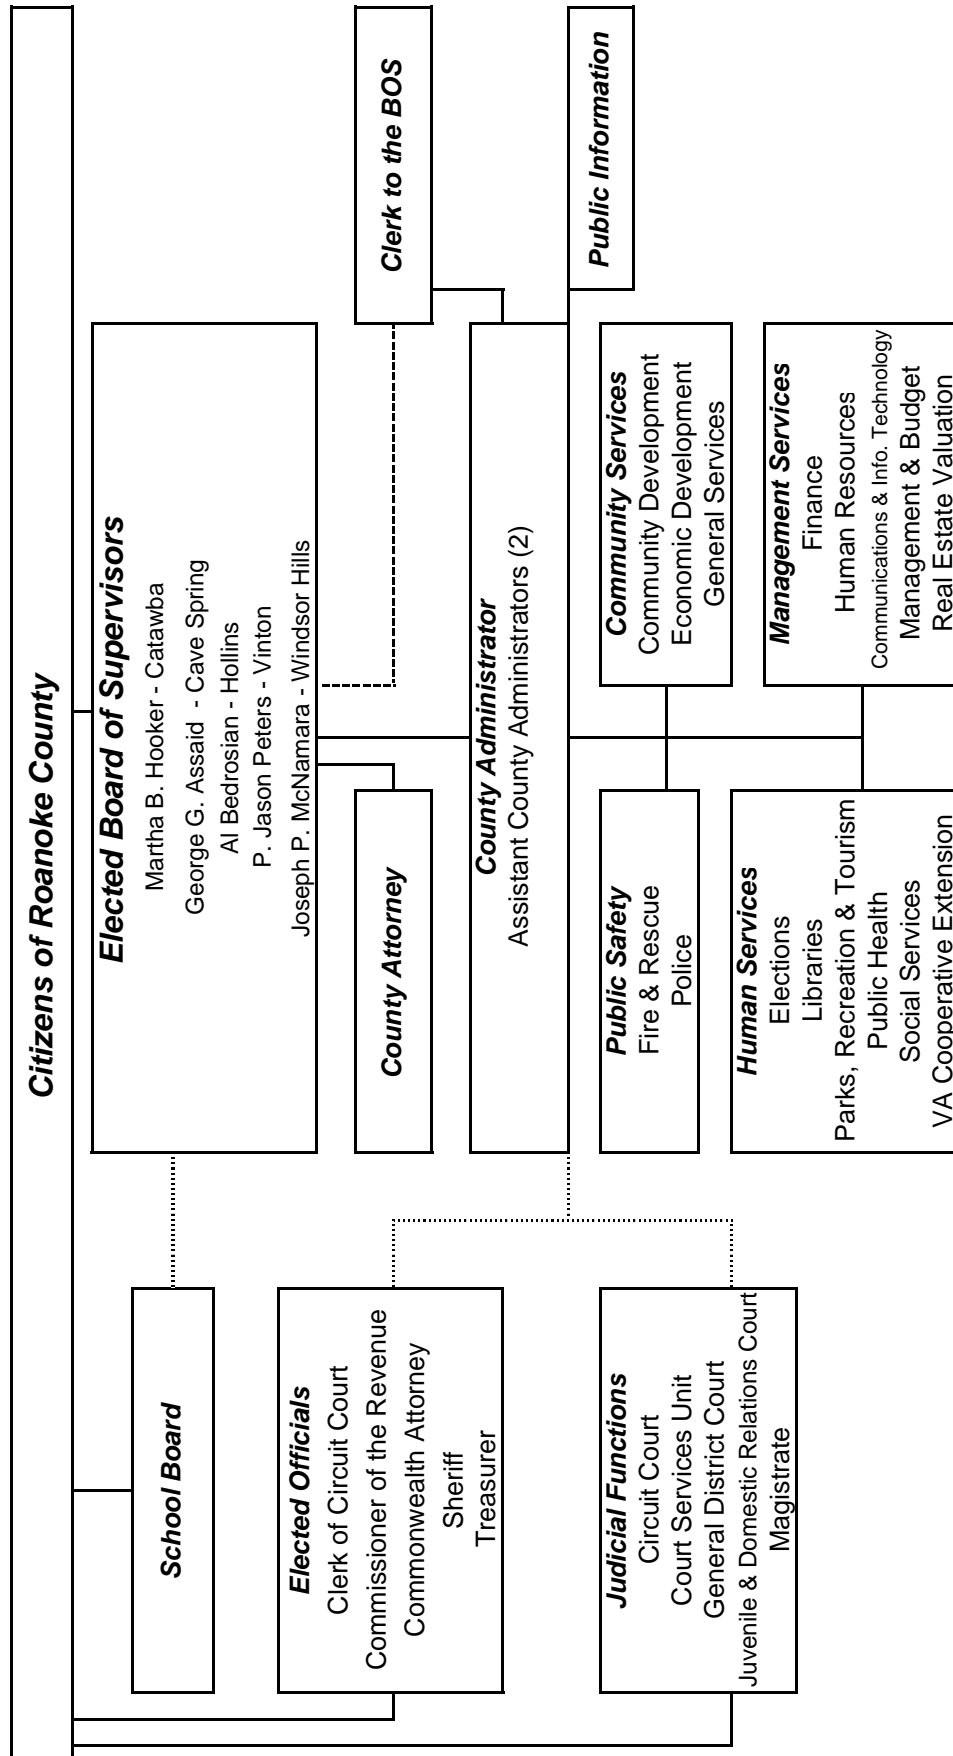 Citizens of Roanoke County
School Board
Elected Officials
Clerk of Circuit Court
Commissioner of the Revenue
Commonwealth Attorney
Sheriff
Treasurer
Judicial Functions
Circuit Court
Court Services Unit
General District Court
Juvenile & Domestic Relations Court
Magistrate
Elected Board of Supervisors
Martha B. Hooker - Catawba
George G. Assaid - Cave Spring
Al Bedrosian - Hollins
P. Jason Peters - Vinton
Joseph P. McNamara - Windsor Hills
County Attorney
Clerk to the BOS
County Administrator
Assistant County Administrators (2)
Public Information
Public Safety
Fire & Rescue
Police
Community Services
Community Development
Economic Development
General Services
Human Services
Elections
Libraries
Parks, Recreation & Tourism
Public Health
Social Services
VA Cooperative Extension
Management Services
Finance
Human Resources
Communications & Info. Technology
Management & Budget
Real Estate Valuation